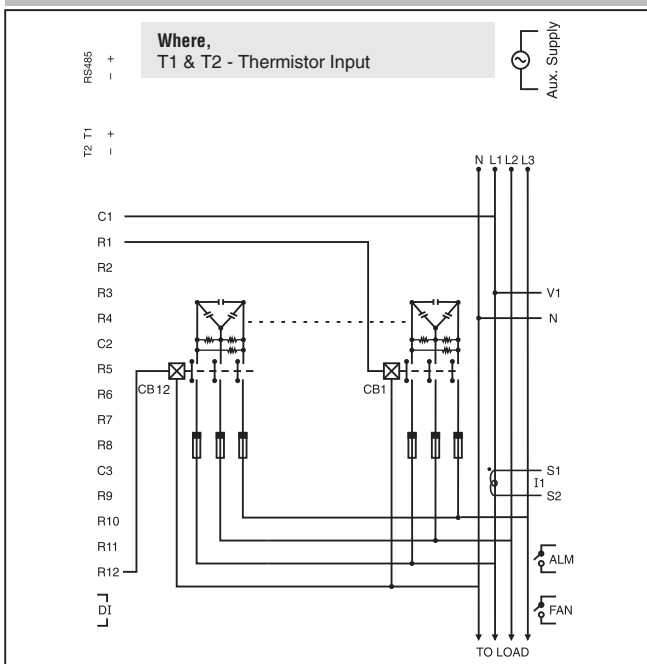 Where,
T1 & T2 - Thermistor Input
RS485
+
−
Aux. Supply
T2 T1
+
−
N L1 L2 L3
C1
R1
R2
R3
V1
R4
N
C2
R5
CB12
CB1
R6
R7
R8
C3
S1
I1
R9
S2
R10
R11
ALM
R12
DI
FAN
TO LOAD